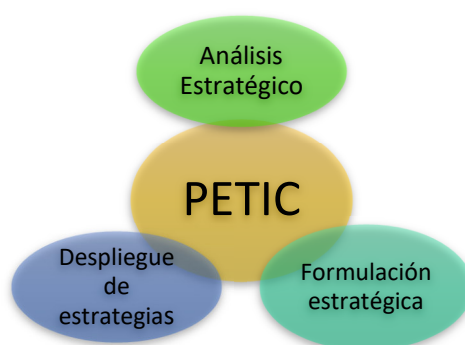 Análisis
Estratégico
PETIC
Despliegue
de
estrategias
Formulación
estratégica